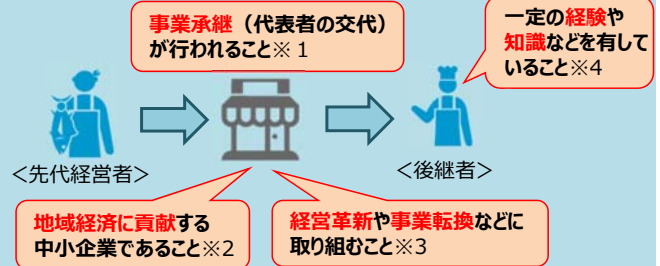 事業承継（代表者の交代）
が行われること※１
一定の経験や
知識などを有して
いること※4
＜先代経営者＞
＜後継者＞
地域経済に貢献する
中小企業であること※2
経営革新や事業転換などに
取り組むこと※3